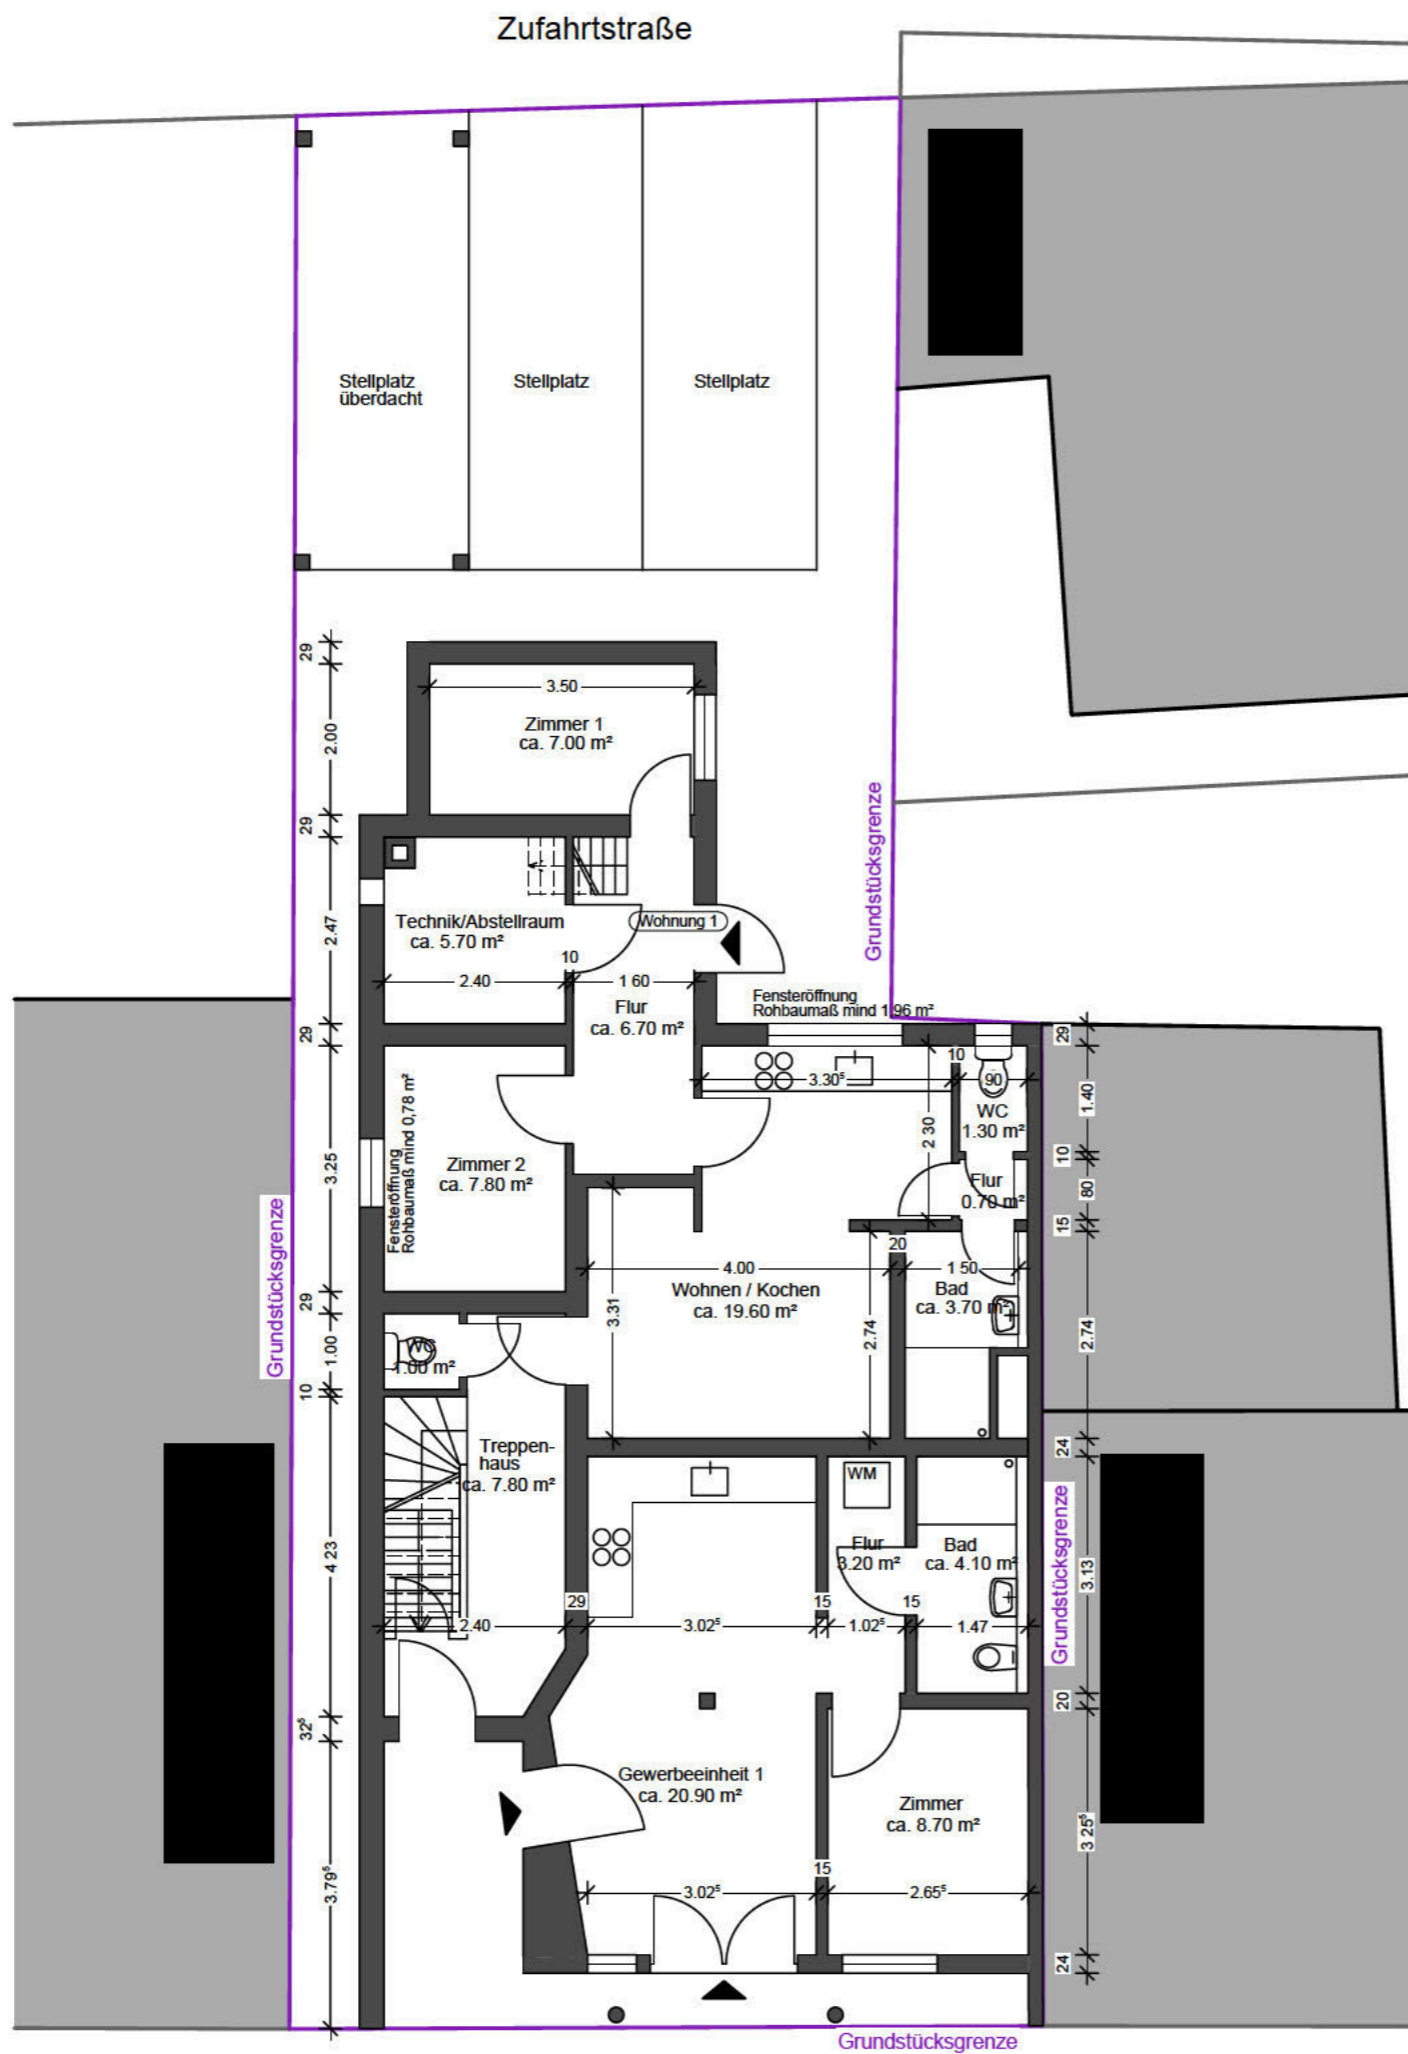 Zufahrtstraße
Stellplatz
überdacht
Stellplatz
Stellplatz
29
3.50
Zimmer 1
ca. 7.00 m²
2.00
Grundstücksgrenze
29
Technik/Abstellraum
ca. 5.70 m²
Wohnung 1
2.47
10
2.40
1 60
Flur
ca. 6.70 m²
Fensteröffnung
Rohbaumaß mind 1,96 m²
29
29
10
3.30⁵
90
1.40
WC
1.30 m²
2 30
Fensteröffnung
Rohbaumaß mind 0,78 m²
3.25
Zimmer 2
ca. 7.80 m²
10
Flur
0.70 m²
80
15
20
Grundstücksgrenze
4.00
1 50
Wohnen / Kochen
ca. 19.60 m²
Bad
ca. 3.70 m²
29
3.31
2.74
2.74
1.00
WC
1.00 m²
10
Treppen-
haus
ca. 7.80 m²
24
WM
Grundstücksgrenze
4 23
Flur
3.20 m²
Bad
ca. 4.10 m²
3.13
29
15
15
2.40
3.02⁵
1.02⁵
1.47
20
32⁵
Gewerbeeinheit 1
ca. 20.90 m²
Zimmer
ca. 8.70 m²
3 25⁵
15
3.79⁵
3.02⁵
2.65⁵
24
Grundstücksgrenze